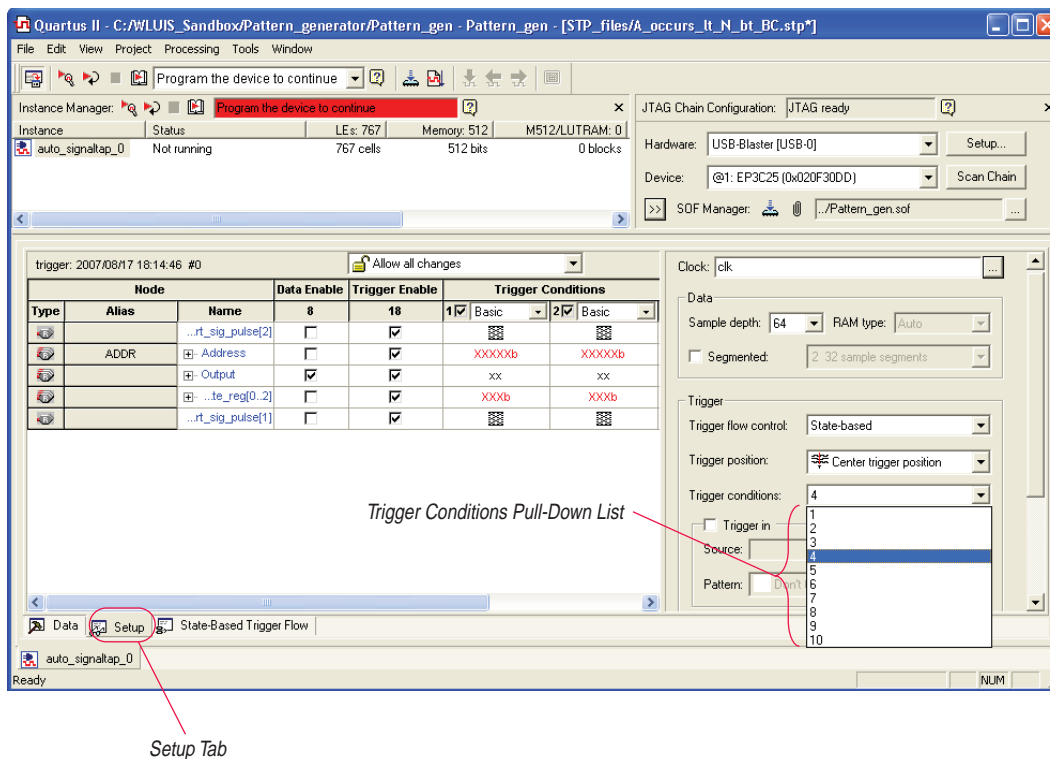 Quartus II - C:/WLUIS_Sandbox/Pattern_generator/Pattern_gen - Pattern_gen - [STP_files/A_occurs_lt_N_bt_BC.stp*]
File Edit View Project Processing Tools Window
Program the device to continue
Instance Manager: Program the device to continue
Instance Status LEs: 767 Memory: 512 M512/LUTRAM: 0
auto_signaltap_0 Not running 767 cells 512 bits 0 blocks
JTAG Chain Configuration: JTAG ready
Hardware: USB-Blaster [USB-0] Setup...
Device: @1: EP3C25 (0x020F30DD) Scan Chain
>> SOF Manager: ../Pattern_gen.sof ...
trigger: 2007/08/17 18:14:46 #0 Allow all changes
Node Data Enable Trigger Enable Trigger Conditions
Type Alias Name 8 18 1 Basic 2 Basic
...rt_sig_pulse[2]
ADDR Address XXXXXb XXXXXb
Output XX XX
...te_reg[0..2] XXXb XXXb
...rt_sig_pulse[1]
Clock: clk ...
Data
Sample depth: 64 RAM type: Auto
Segmented: 2 32 sample segments
Trigger
Trigger flow control: State-based
Trigger position: Center trigger position
Trigger conditions: 4
Trigger in
Source:
Pattern: Don't
1
2
3
4
5
6
7
8
9
10
Trigger Conditions Pull-Down List
Data Setup State-Based Trigger Flow
auto_signaltap_0
Ready NUM
Setup Tab